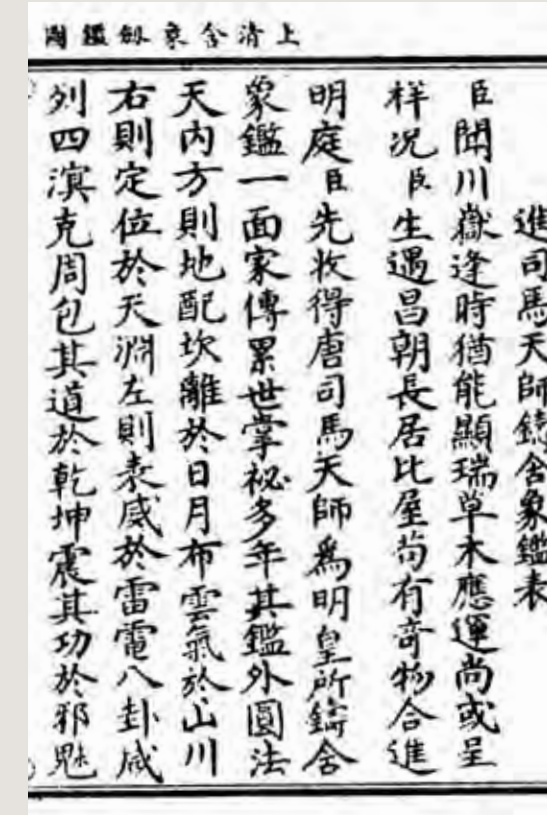 上清含象劍鑑圖
進司馬天師鑄含象鑑表
臣聞川嶽逢時猶能顯瑞草木應運尚或呈
祥況臣生遇昌朝長居比屋苟有奇物合進
明庭臣先收得唐司馬天師爲明皇所鑄含
象鑑一面家傳累世掌祕多年其鑑外圓法
天內方則地配坎離於日月布雲氣於山川
右則定位於天淵左則表威於雷電八卦咸
列四溟克周包其道於乾坤震其功於邪魅